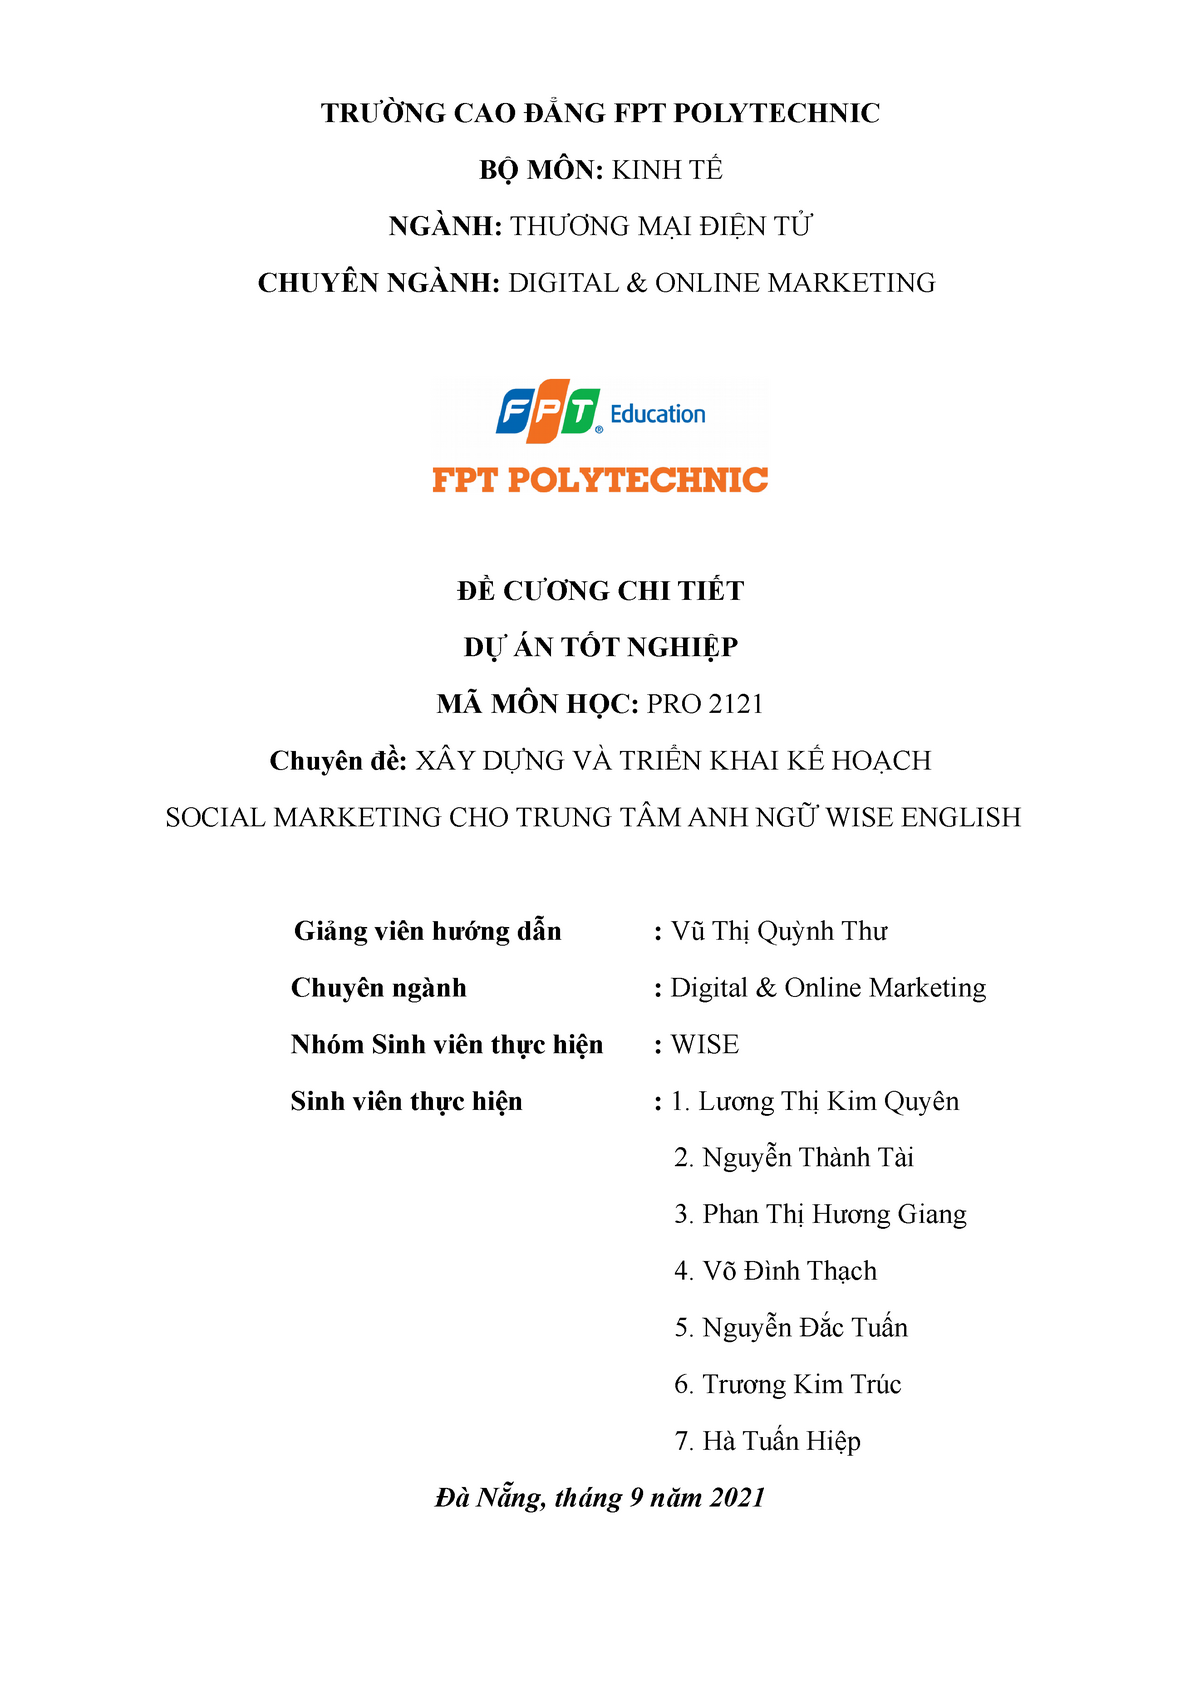 TRƯỜNG CAO ĐẲNG FPT POLYTECHNIC
BỘ MÔN: KINH TẾ
NGÀNH: THƯƠNG MẠI ĐIỆN TỬ
CHUYÊN NGÀNH: DIGITAL & ONLINE MARKETING
FPT® Education
FPT POLYTECHNIC
ĐỀ CƯƠNG CHI TIẾT
DỰ ÁN TỐT NGHIỆP
MÃ MÔN HỌC: PRO 2121
Chuyên đề: XÂY DỰNG VÀ TRIỂN KHAI KẾ HOẠCH
SOCIAL MARKETING CHO TRUNG TÂM ANH NGỮ WISE ENGLISH
Giảng viên hướng dẫn : Vũ Thị Quỳnh Thư
Chuyên ngành : Digital & Online Marketing
Nhóm Sinh viên thực hiện : WISE
Sinh viên thực hiện : 1. Lương Thị Kim Quyên
2. Nguyễn Thành Tài
3. Phan Thị Hương Giang
4. Võ Đình Thạch
5. Nguyễn Đắc Tuấn
6. Trương Kim Trúc
7. Hà Tuấn Hiệp
Đà Nẵng, tháng 9 năm 2021